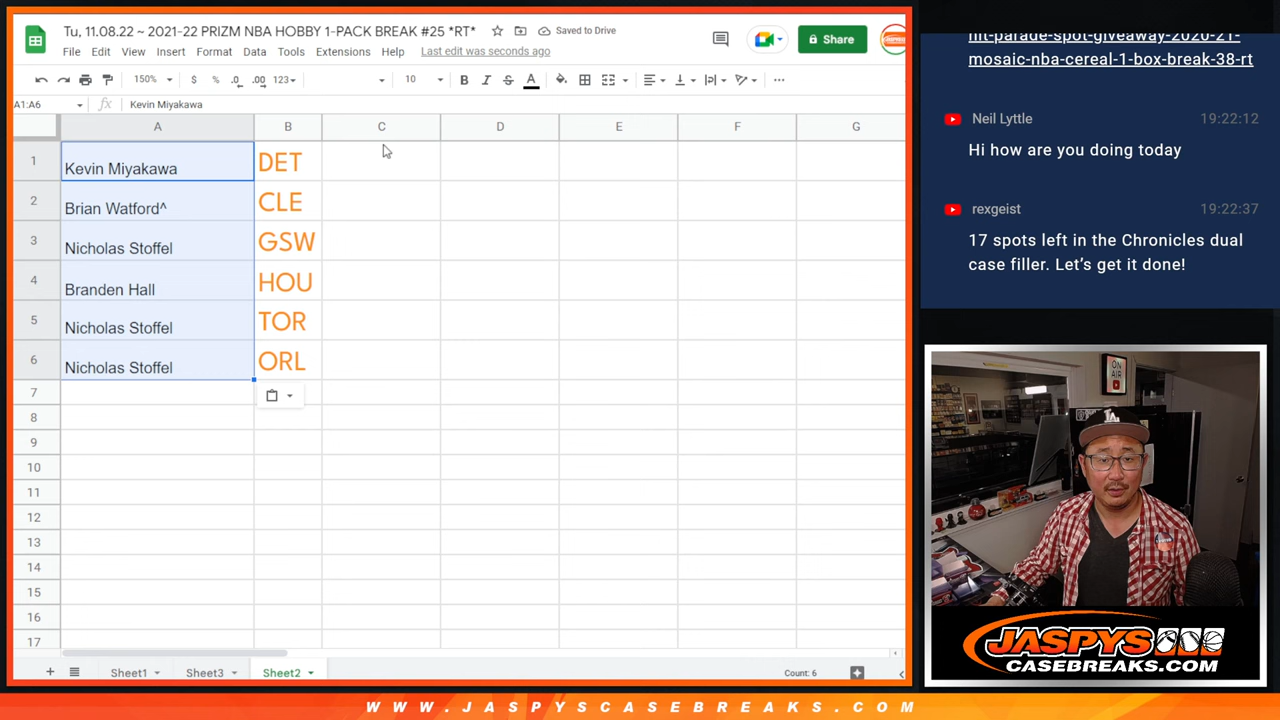 Tu, 11.08.22 ~ 2021-22 PRIZM NBA HOBBY 1-PACK BREAK #25 *RT*
Saved to Drive
File Edit View Insert Format Data Tools Extensions Help Last edit was seconds ago
Share
150% $ % .0 .00 123 10 B I S A
A1:A6 fx Kevin Miyakawa
A B C D E F G
1 Kevin Miyakawa DET
2 Brian Watford^ CLE
3 Nicholas Stoffel GSW
4 Branden Hall HOU
5 Nicholas Stoffel TOR
6 Nicholas Stoffel ORL
7
8
9
10
11
12
13
14
15
16
17
Sheet1 Sheet3 Sheet2 Count: 6
hit-parade-spot-giveaway-2020-21-
mosaic-nba-cereal-1-box-break-38-rt
Neil Lyttle 19:22:12
Hi how are you doing today
rexgeist 19:22:37
17 spots left in the Chronicles dual
case filler. Let's get it done!
ON
AIR
LA
JASPYS
CASEBREAKS.COM
WWW.JASPYSCASEBREAKS.COM